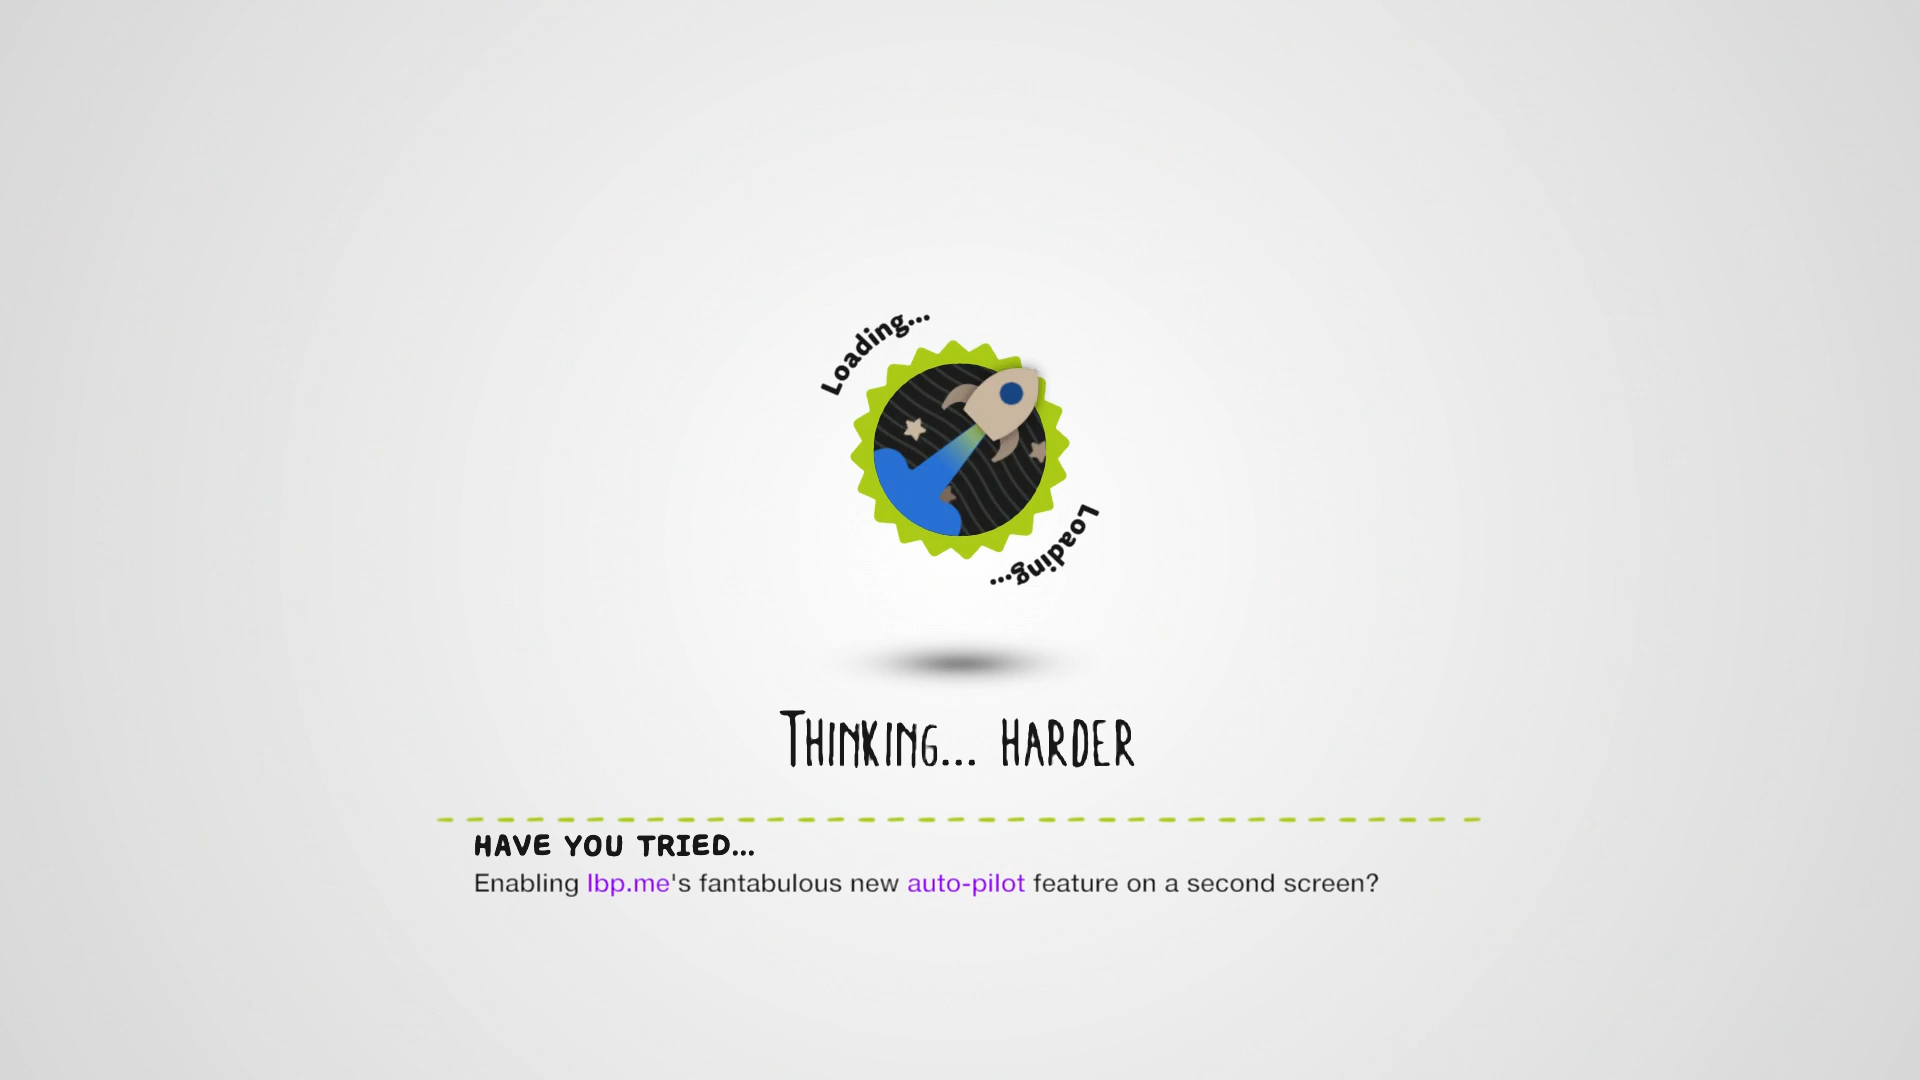 Loading...
Loading...
THINKING... HARDER
HAVE YOU TRIED...
Enabling lbp.me's fantabulous new auto-pilot feature on a second screen?